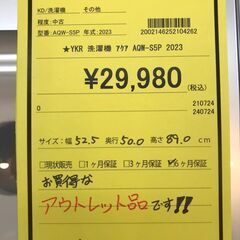 KD/洗濯機 その他
程度:中古
型番:AQW-S5P 年式:2023
2002146252104262
★YKR 洗濯機 ｱｸｱ AQW-S5P 2023
¥29,980(税込)
0
210724
240724
サイズ:幅 52.5 奥行 50.0 高さ 89.0 cm
□現状販売 □1ヶ月保証 □3ヶ月保証 ☑6ヶ月保証
お買得な
アウトレット品です!!